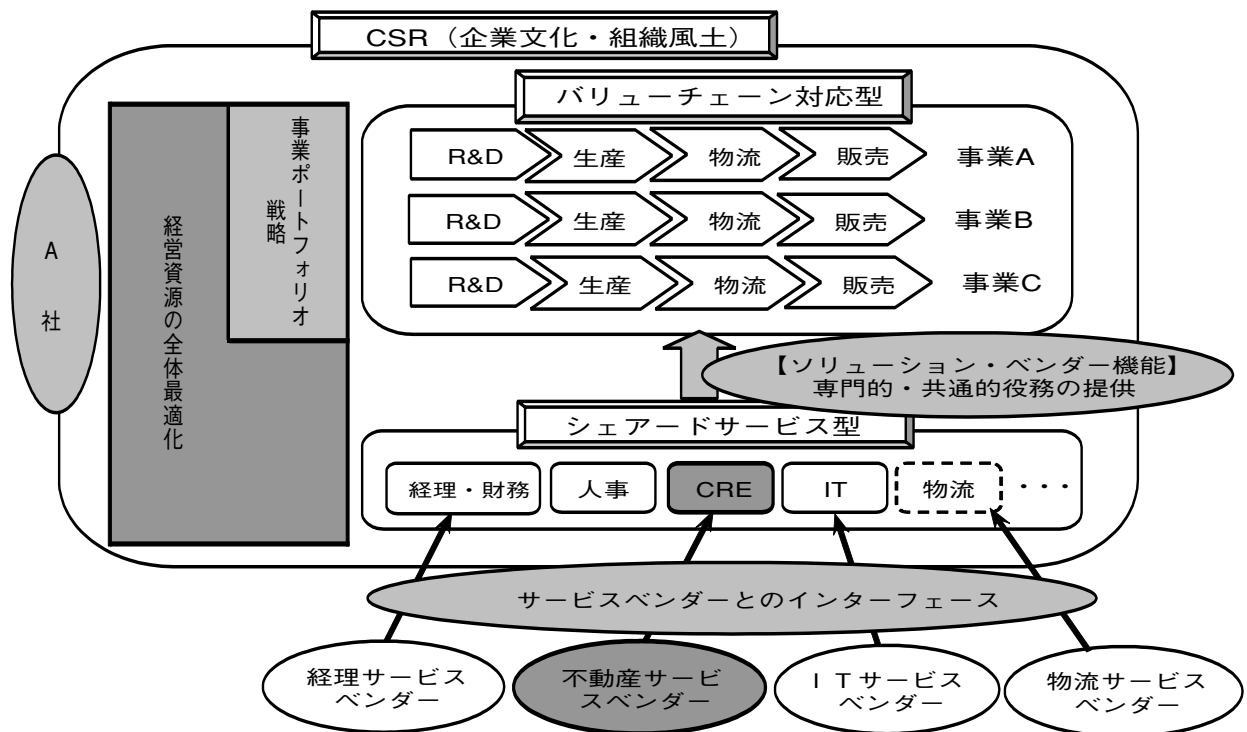 CSR（企業文化・組織風土）
A
社
経営資源の全体最適化
事業ポートフォリオ
戦略
バリューチェーン対応型
R&D 生産 物流 販売 事業A
R&D 生産 物流 販売 事業B
R&D 生産 物流 販売 事業C
【ソリューション・ベンダー機能】
専門的・共通的役務の提供
シェアードサービス型
経理・財務 人事 CRE IT 物流 ・・・
サービスベンダーとのインターフェース
経理サービス
ベンダー
不動産サービ
スベンダー
ＩＴサービス
ベンダー
物流サービス
ベンダー